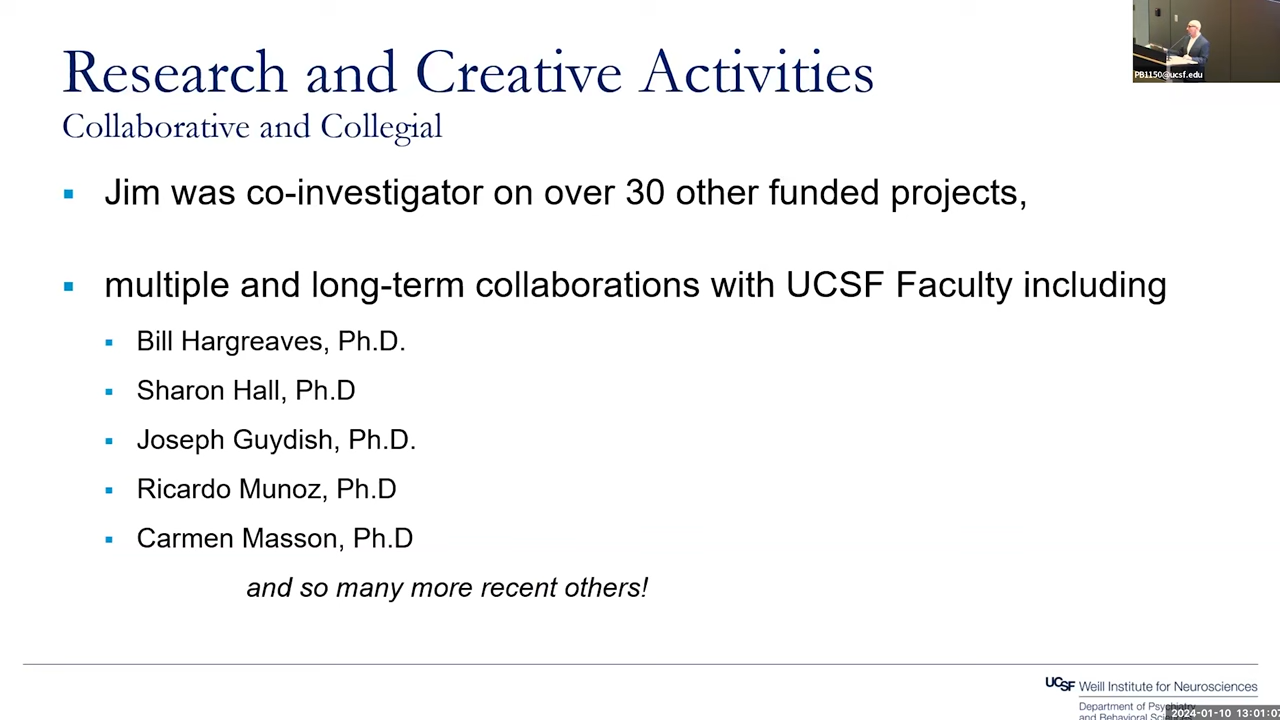 Research and Creative Activities
Collaborative and Collegial
PB1150@ucsf.edu
▪ Jim was co-investigator on over 30 other funded projects,
▪ multiple and long-term collaborations with UCSF Faculty including
▪ Bill Hargreaves, Ph.D.
▪ Sharon Hall, Ph.D
▪ Joseph Guydish, Ph.D.
▪ Ricardo Munoz, Ph.D
▪ Carmen Masson, Ph.D
and so many more recent others!
UCSF Weill Institute for Neurosciences
Department of Psychiatry
and Behavioral
2024-01-10 13:01:07